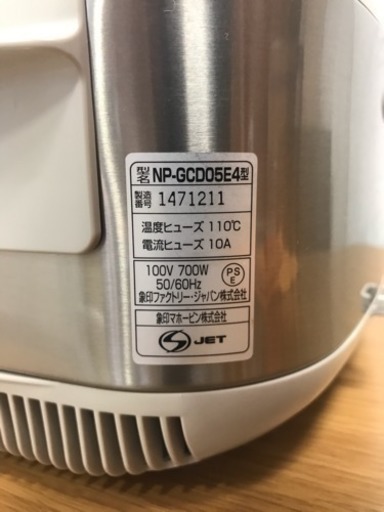 型名 NP-GCD05E4型
製造番号 1471211
温度ヒューズ 110℃
電流ヒューズ 10A
100V 700W
50/60Hz
PS E
象印ファクトリー・ジャパン株式会社
象印マホービン株式会社
S JET